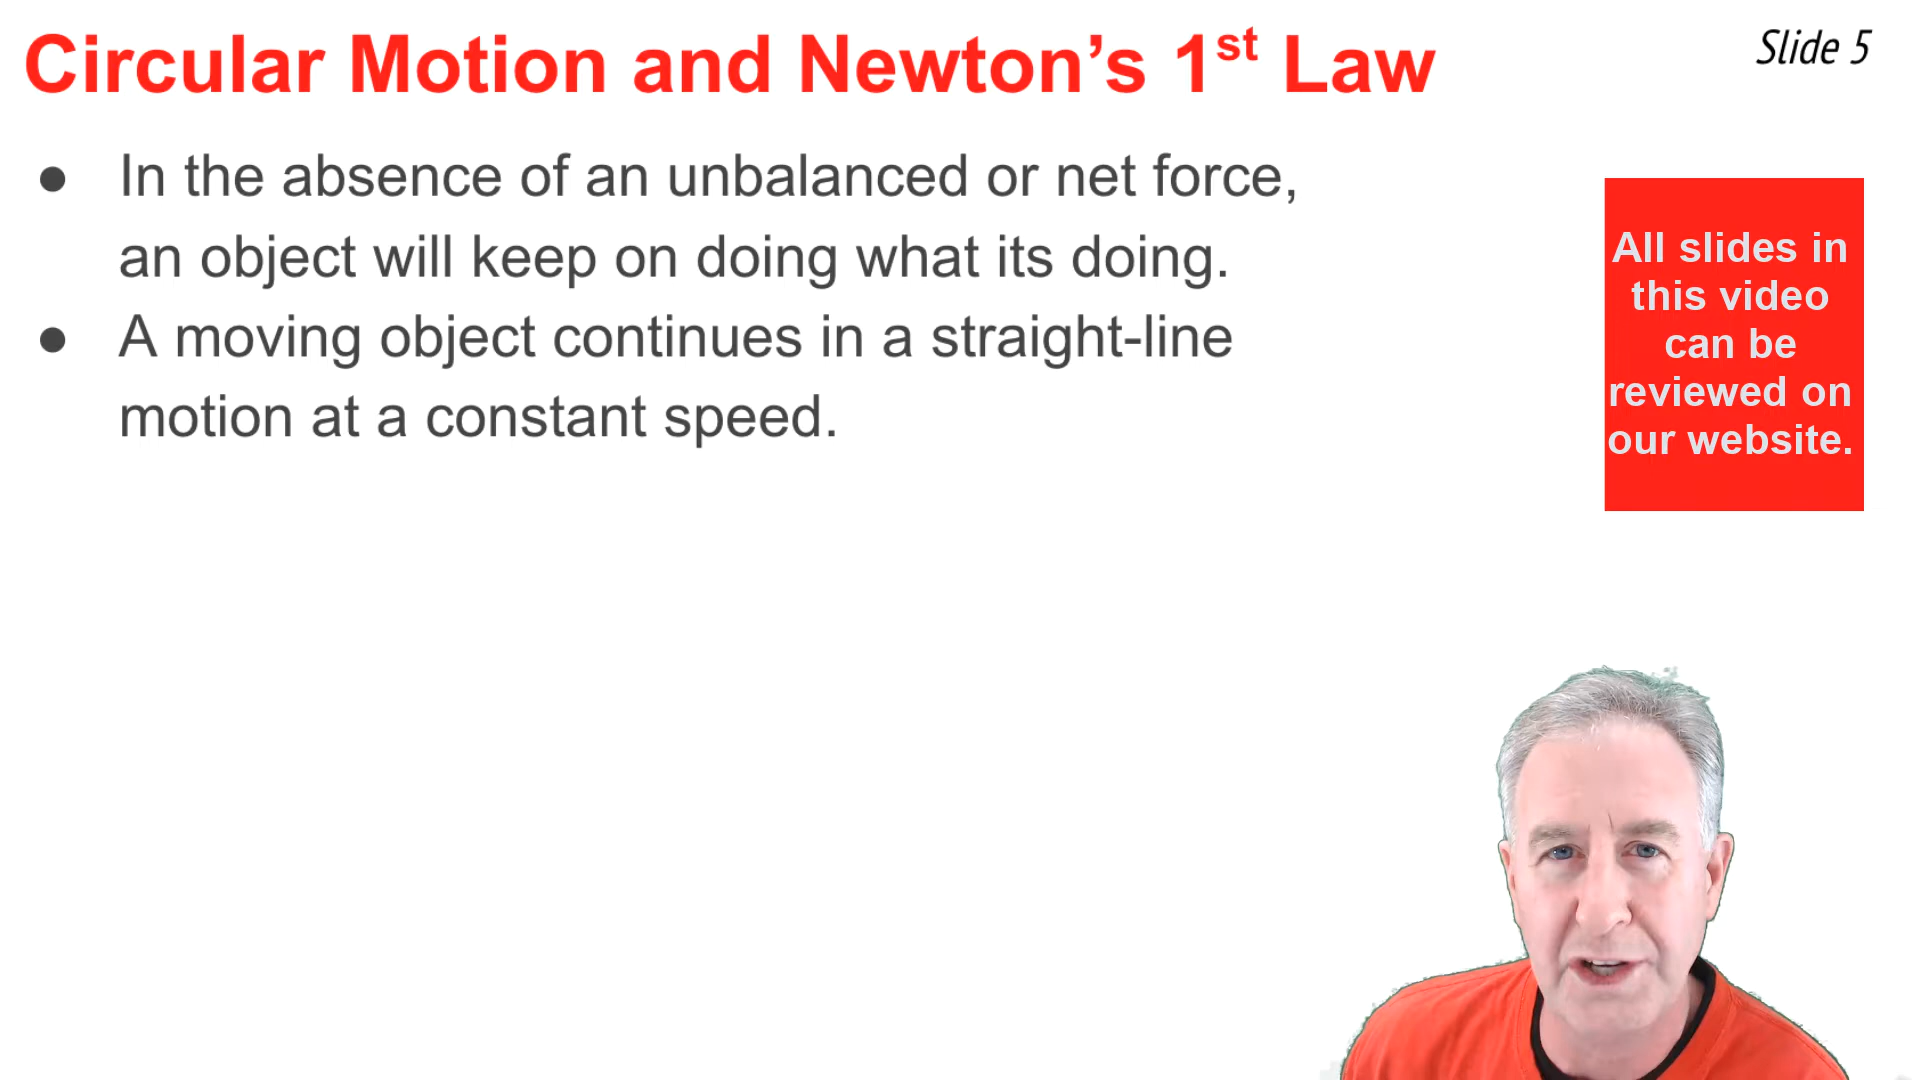 Circular Motion and Newton’s 1st Law
Slide 5
● In the absence of an unbalanced or net force,
an object will keep on doing what its doing.
● A moving object continues in a straight-line
motion at a constant speed.
All slides in
this video
can be
reviewed on
our website.